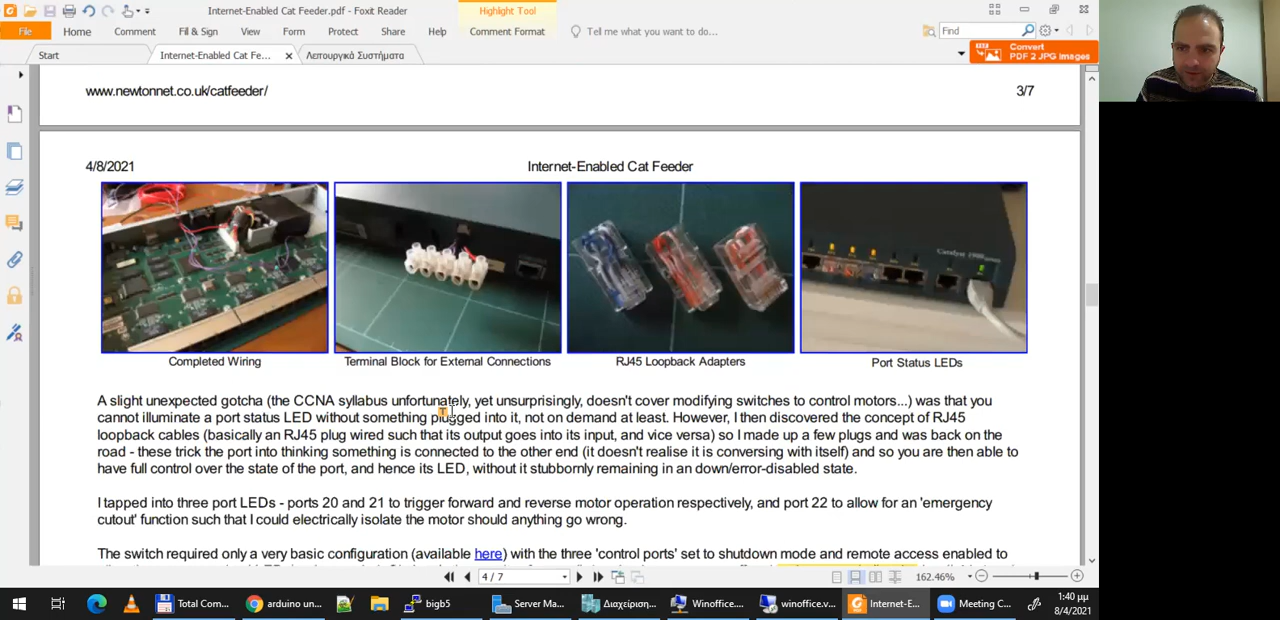 Internet-Enabled Cat Feeder.pdf - Foxit Reader
Highlight Tool
File
Home
Comment
Fill & Sign
View
Form
Protect
Share
Help
Comment Format
Tell me what you want to do...
Find
Start
Internet-Enabled Cat Fe...
Λειτουργικά Συστήματα
Convert
PDF 2 JPG Images
www.newtonnet.co.uk/catfeeder/
3/7
4/8/2021
Internet-Enabled Cat Feeder
Catalyst 1900
Completed Wiring
Terminal Block for External Connections
RJ45 Loopback Adapters
Port Status LEDs
A slight unexpected gotcha (the CCNA syllabus unfortunately, yet unsurprisingly, doesn't cover modifying switches to control motors...) was that you
cannot illuminate a port status LED without something plugged into it, not on demand at least. However, I then discovered the concept of RJ45
loopback cables (basically an RJ45 plug wired such that its output goes into its input, and vice versa) so I made up a few plugs and was back on the
road - these trick the port into thinking something is connected to the other end (it doesn't realise it is conversing with itself) and so you are then able to
have full control over the state of the port, and hence its LED, without it stubbornly remaining in an down/error-disabled state.
I tapped into three port LEDs - ports 20 and 21 to trigger forward and reverse motor operation respectively, and port 22 to allow for an 'emergency
cutout' function such that I could electrically isolate the motor should anything go wrong.
The switch required only a very basic configuration (available here) with the three 'control ports' set to shutdown mode and remote access enabled to
4 / 7
162.46%
Total Com...
arduino un...
bigb5
Server Ma...
Διαχείριση...
Winoffice....
winoffice.v...
Internet-E...
Meeting C...
1:40 μμ
8/4/2021